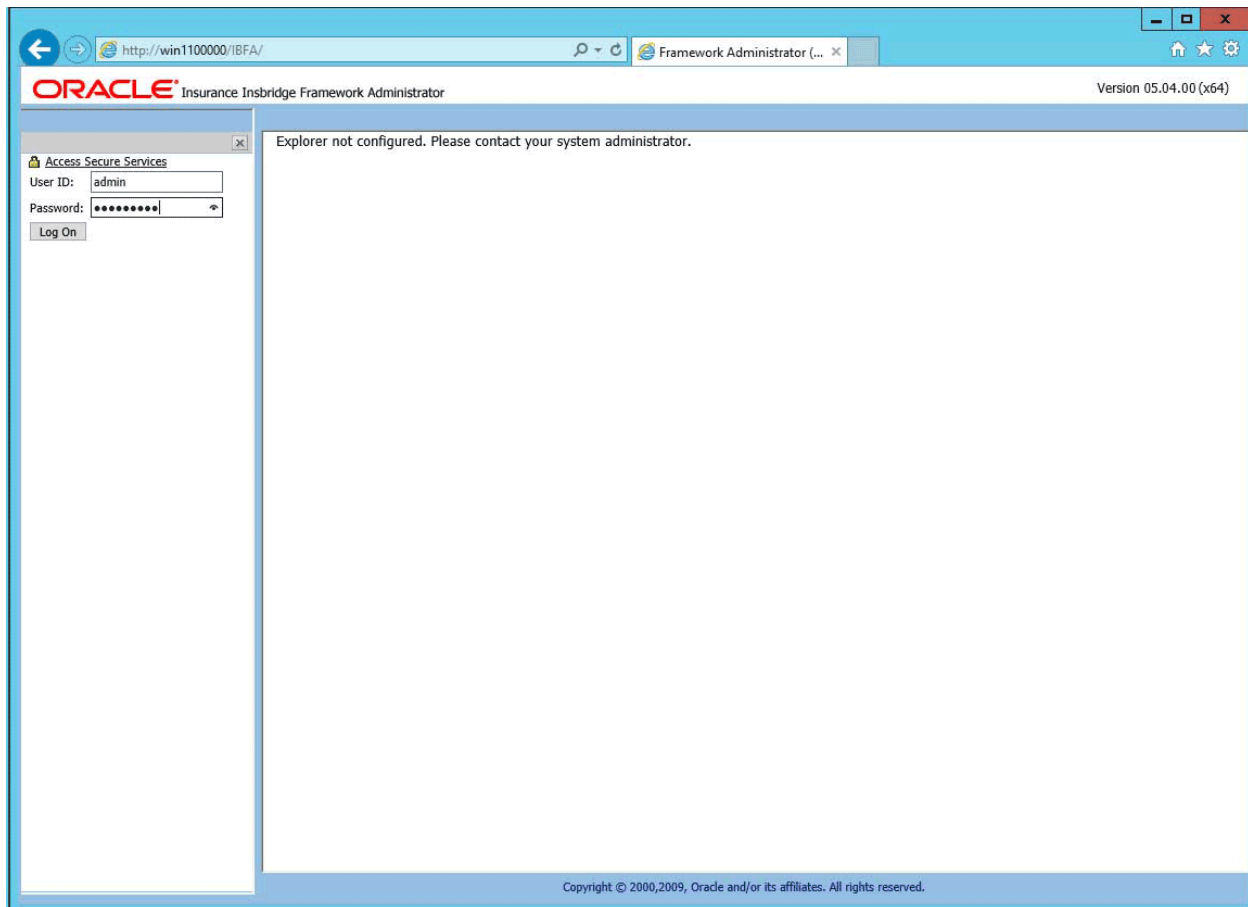 http://win1100000/IBFA/
Framework Administrator (...
ORACLE Insurance Insbridge Framework Administrator
Version 05.04.00 (x64)
Explorer not configured. Please contact your system administrator.
Access Secure Services
User ID: admin
Password: •••••••••
Log On
Copyright © 2000,2009, Oracle and/or its affiliates. All rights reserved.